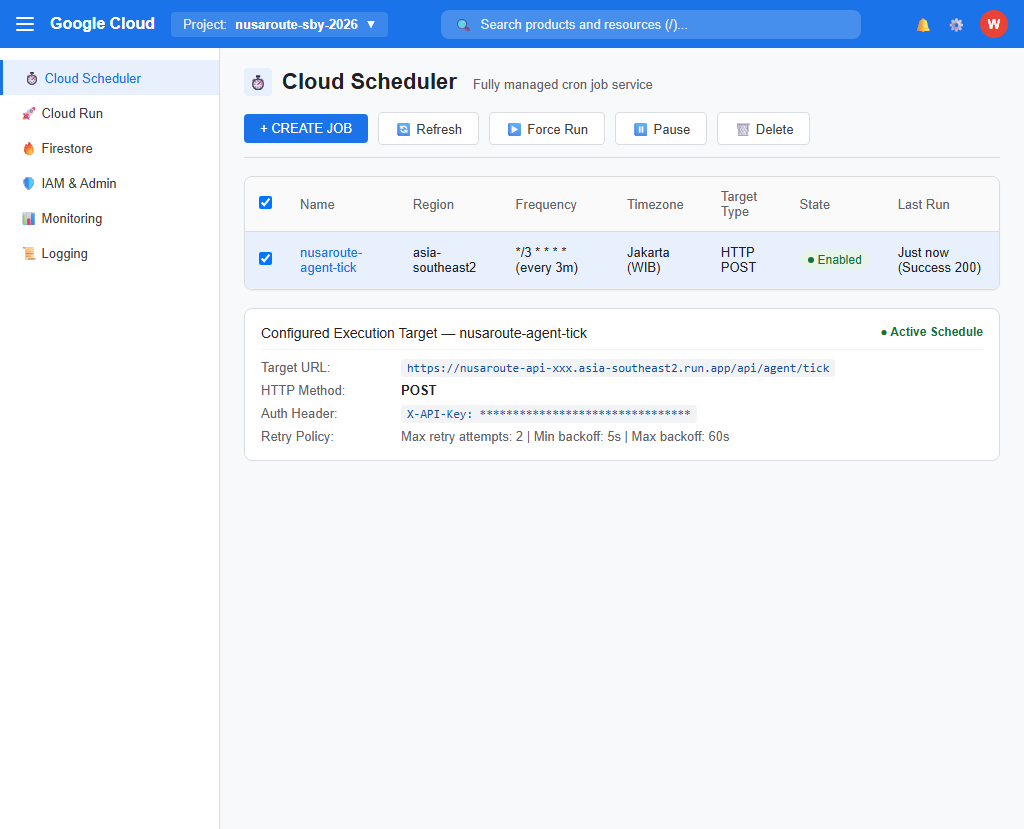 Google Cloud
Project: nusaroute-sby-2026 ▼
Search products and resources (/)...
W
Cloud Scheduler
Cloud Run
Firestore
IAM & Admin
Monitoring
Logging
Cloud Scheduler Fully managed cron job service
+ CREATE JOB
Refresh
Force Run
Pause
Delete
Name Region Frequency Timezone Target Type State Last Run
nusaroute-agent-tick
asia-southeast2
*/3 * * * *
(every 3m)
Jakarta
(WIB)
HTTP
POST
● Enabled
Just now
(Success 200)
Configured Execution Target — nusaroute-agent-tick
● Active Schedule
Target URL: https://nusaroute-api-xxx.asia-southeast2.run.app/api/agent/tick
HTTP Method: POST
Auth Header: X-API-Key: ********************************
Retry Policy: Max retry attempts: 2 | Min backoff: 5s | Max backoff: 60s